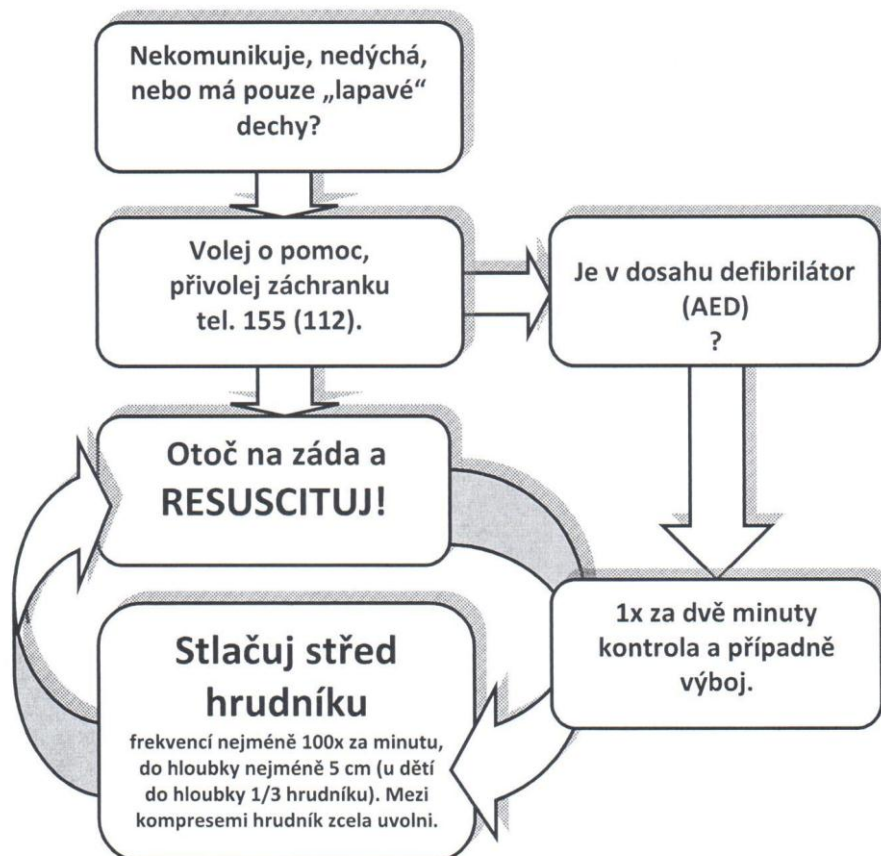 Nekomunikuje, nedýchá,
nebo má pouze „lapavé“
dechy?
Volej o pomoc,
přivolej záchranku
tel. 155 (112).
Je v dosahu defibrilátor
(AED)
?
Otoč na záda a
RESUSCITUJ!
1x za dvě minuty
kontrola a případně
výboj.
Stlačuj střed
hrudníku
frekvencí nejméně 100x za minutu,
do hloubky nejméně 5 cm (u dětí
do hloubky 1/3 hrudníku). Mezi
kompresemi hrudník zcela uvolni.